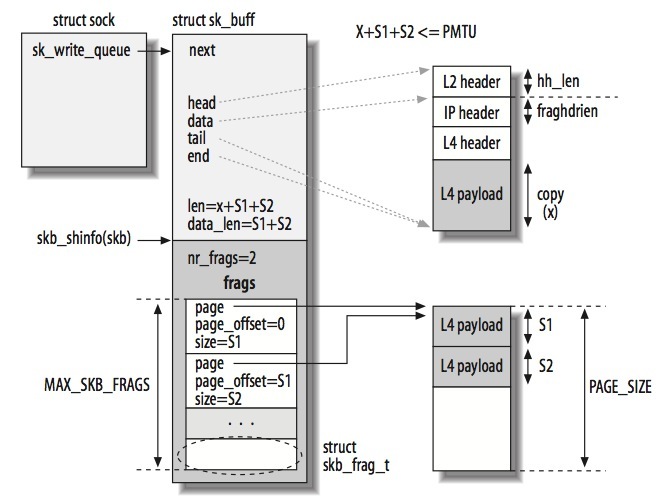 struct sock
sk_write_queue
struct sk_buff
next
head
data
tail
end
len=x+S1+S2
data_len=S1+S2
skb_shinfo(skb)
nr_frags=2
frags
page
page_offset=0
size=S1
page
page_offset=S1
size=S2
. . .
MAX_SKB_FRAGS
struct
skb_frag_t
X+S1+S2 <= PMTU
L2 header
hh_len
IP header
fraghdrien
L4 header
L4 payload
copy
(x)
L4 payload
S1
L4 payload
S2
PAGE_SIZE